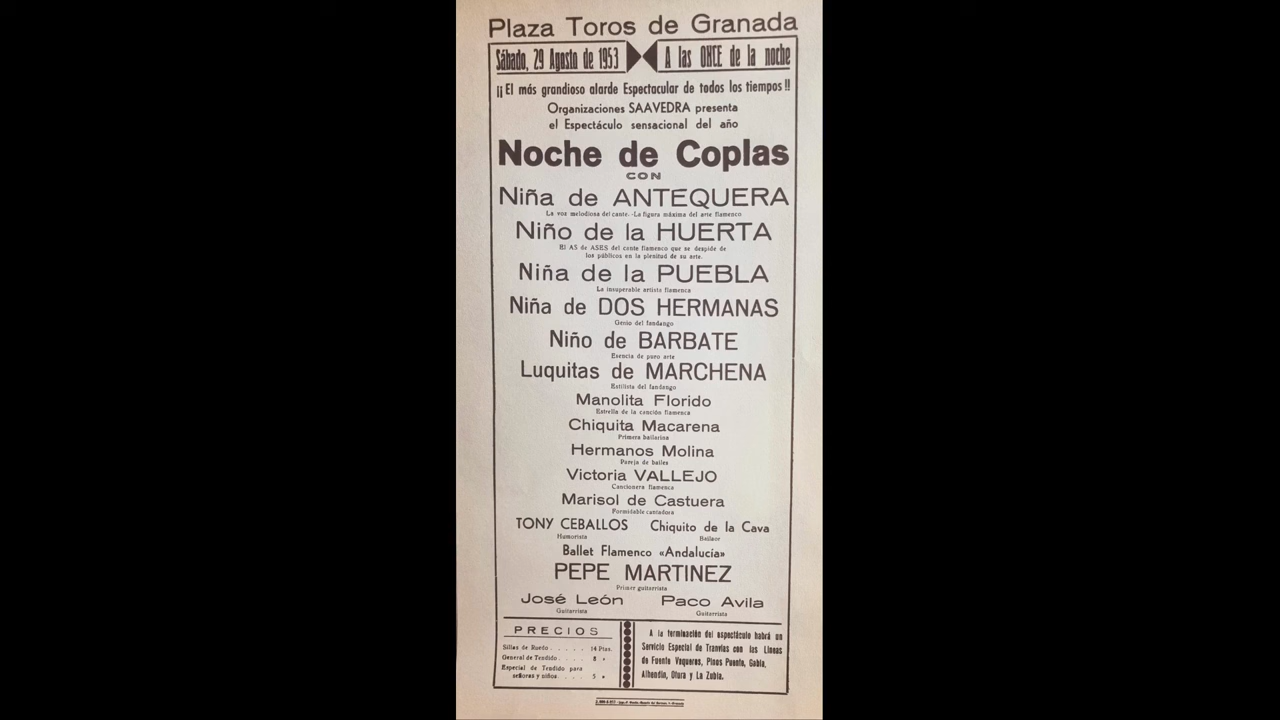 Plaza Toros de Granada
Sábado, 29 Agosto de 1953
A las ONCE de la noche
¡¡El más grandioso alarde Espectacular de todos los tiempos!!
Organizaciones SAAVEDRA presenta
el Espectáculo sensacional del año
Noche de Coplas
CON
Niña de ANTEQUERA
La voz melodiosa del cante.-La figura máxima del arte flamenco
Niño de la HUERTA
El AS de ASES del cante flamenco que se despide de
los públicos en la plenitud de su arte.
Niña de la PUEBLA
La insuperable artista flamenca
Niña de DOS HERMANAS
Genio del fandango
Niño de BARBATE
Esencia de puro arte
Luquitas de MARCHENA
Estilista del fandango
Manolita Florido
Estrella de la canción flamenca
Chiquita Macarena
Primera bailarina
Hermanos Molina
Pareja de bailes
Victoria VALLEJO
Cancionera flamenca
Marisol de Castuera
Formidable cantadora
TONY CEBALLOS Chiquito de la Cava
Humorista Bailaor
Ballet Flamenco «Andalucía»
PEPE MARTINEZ
Primer guitarrista
José León Paco Avila
Guitarrista Guitarrista
PRECIOS
Sillas de Ruedo . . . . . 14 Ptas.
General de Tendido . . . . 8 »
Especial de Tendido para
señoras y niños . . . . 5 »
A la terminación del espectáculo habrá un
Servicio Especial de Tranvías con las Líneas
de Fuente Vaqueros, Pinos Puente, Gabia,
Alhendín, Otura y La Zubia.